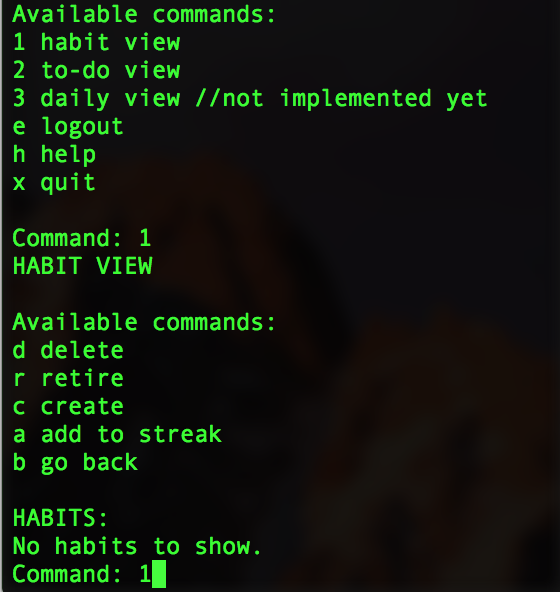 Available commands:
1 habit view
2 to-do view
3 daily view //not implemented yet
e logout
h help
x quit
Command: 1
HABIT VIEW
Available commands:
d delete
r retire
c create
a add to streak
b go back
HABITS:
No habits to show.
Command: 1